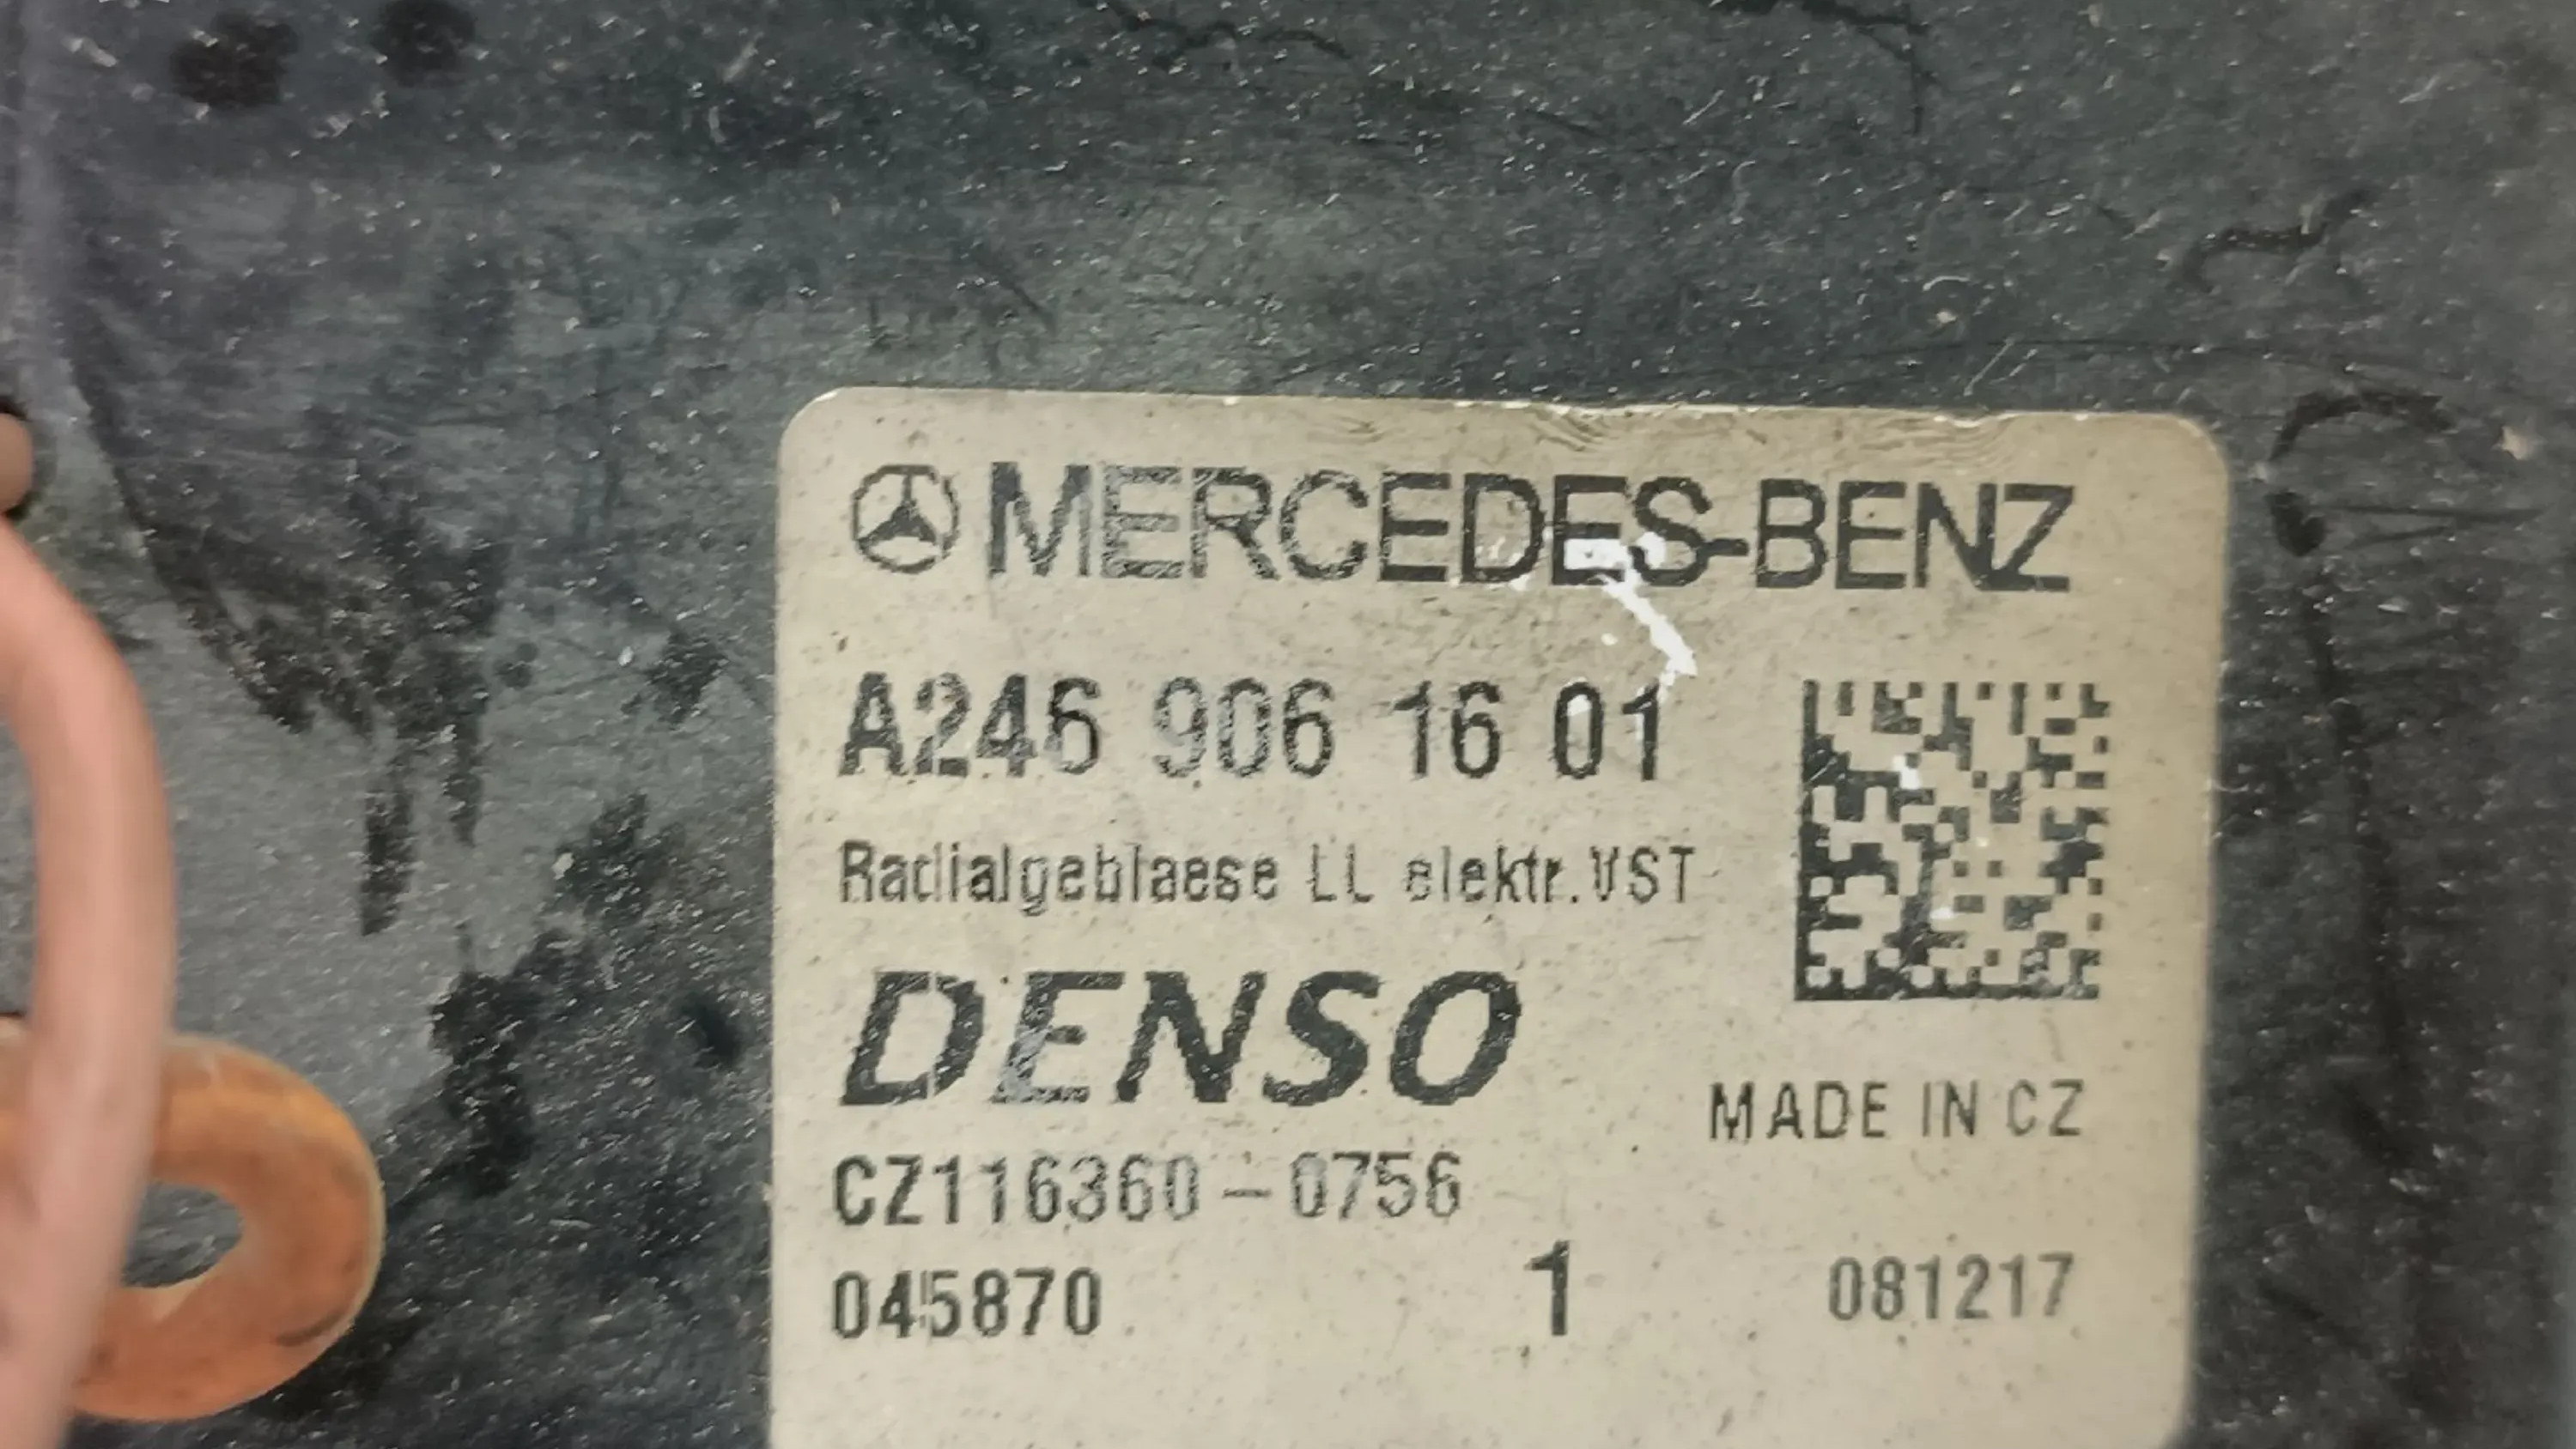 MERCEDES-BENZ
A246 906 16 01
Radialgeblaese LL elektr.VST
DENSO
MADE IN CZ
CZ116360-0756
045870 1 081217